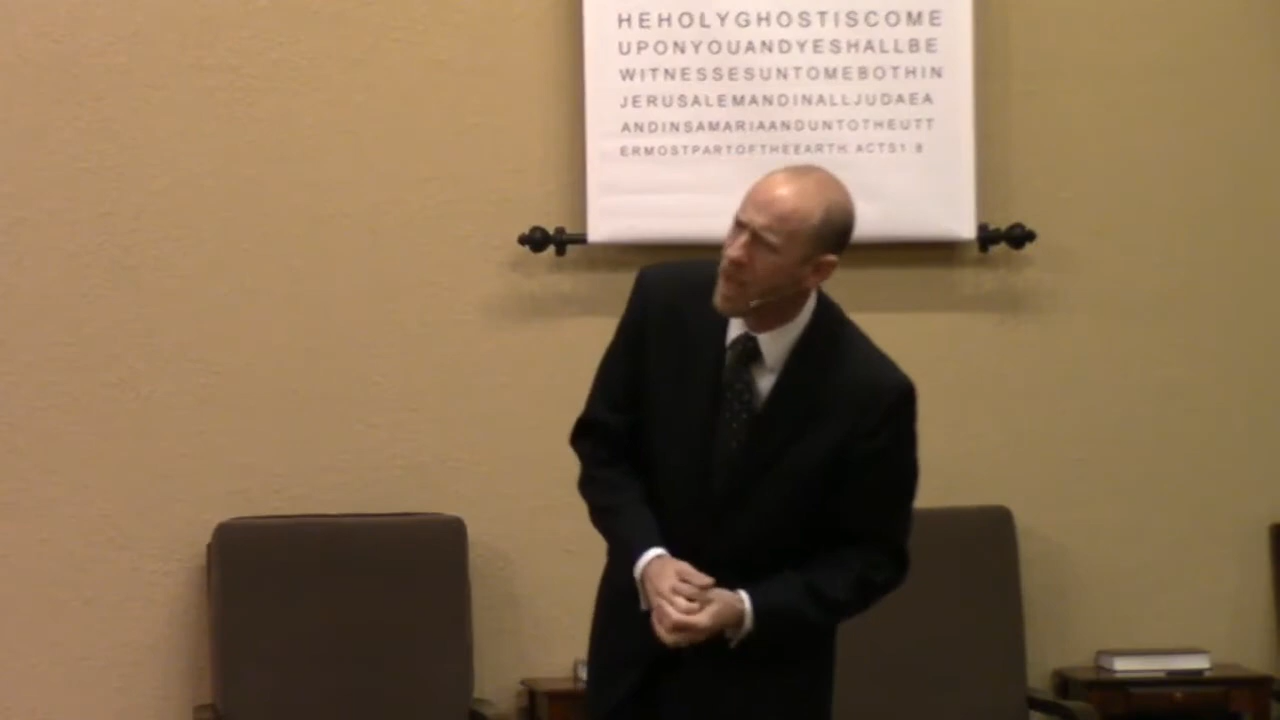 HEHOLYGHOSTISCOME
UPONYOUANDYESHALLBE
WITNESSESUNTOMEBOTHIN
JERUSALEMANDINALLJUDAEA
ANDINSAMARIAANDUNTOTHEUTT
ERMOSTPARTOFTHEEARTH. ACTS1 8